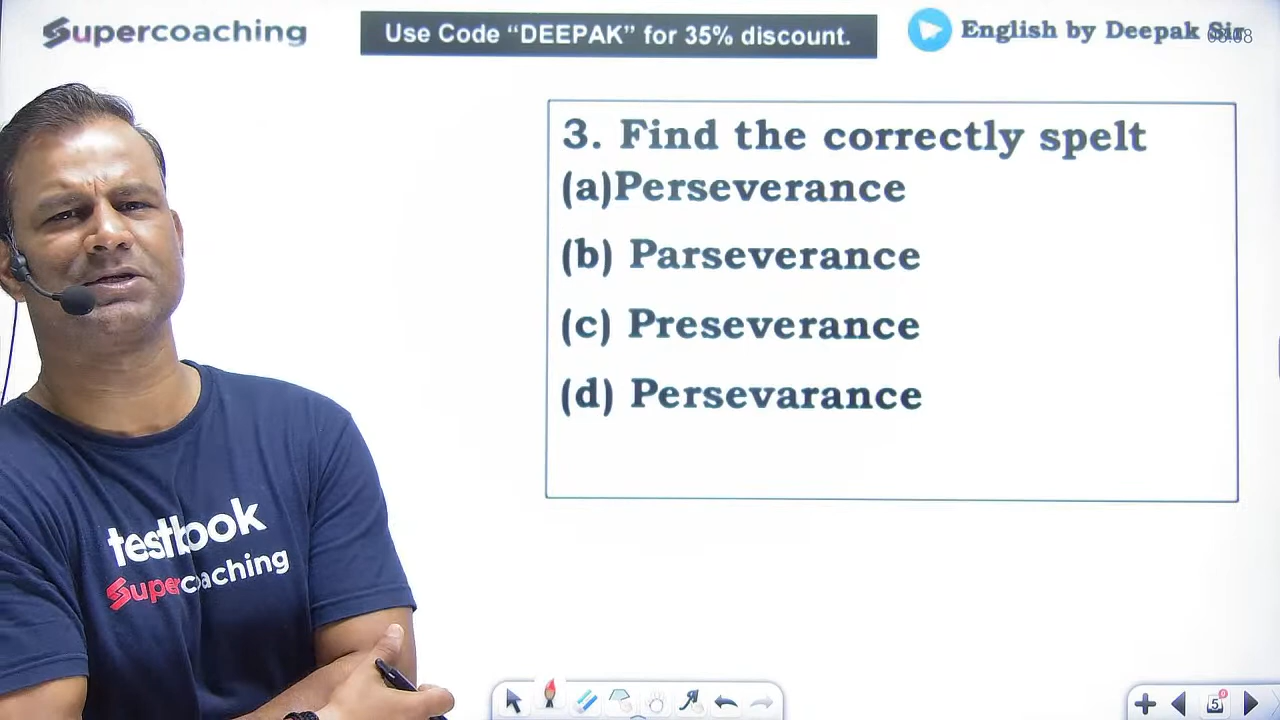 Supercoaching
Use Code “DEEPAK” for 35% discount.
English by Deepak Sir
3. Find the correctly spelt
(a)Perseverance
(b) Parseverance
(c) Preseverance
(d) Persevarance
testbook
Supercoaching
5